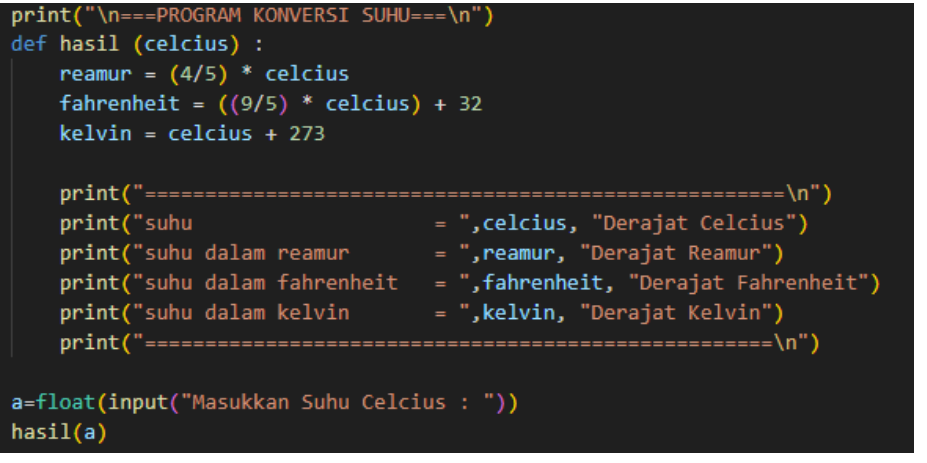 print("\n===PROGRAM KONVERSI SUHU===\n")
def hasil (celcius) :
    reamur = (4/5) * celcius
    fahrenheit = ((9/5) * celcius) + 32
    kelvin = celcius + 273
    print("=====================================================\n")
    print("suhu                    = ",celcius, "Derajat Celcius")
    print("suhu dalam reamur       = ",reamur, "Derajat Reamur")
    print("suhu dalam fahrenheit   = ",fahrenheit, "Derajat Fahrenheit")
    print("suhu dalam kelvin       = ",kelvin, "Derajat Kelvin")
    print("====================================================\n")
a=float(input("Masukkan Suhu Celcius : "))
hasil(a)